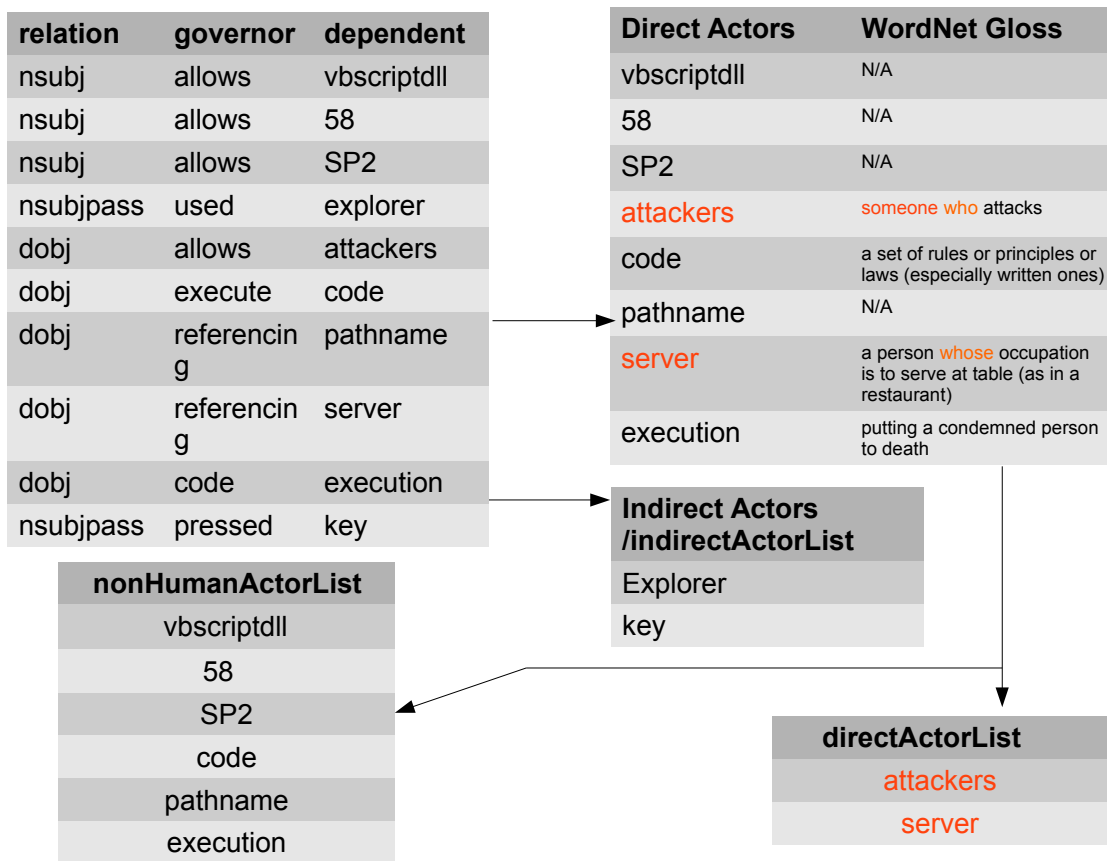 relation governor dependent
nsubj allows vbscriptdll
nsubj allows 58
nsubj allows SP2
nsubjpass used explorer
dobj allows attackers
dobj execute code
dobj referencin pathname
g
dobj referencin server
g
dobj code execution
nsubjpass pressed key
Direct Actors WordNet Gloss
vbscriptdll N/A
58 N/A
SP2 N/A
attackers someone who attacks
code a set of rules or principles or
laws (especially written ones)
pathname N/A
server a person whose occupation
is to serve at table (as in a
restaurant)
execution putting a condemned person
to death
Indirect Actors
/indirectActorList
Explorer
key
nonHumanActorList
vbscriptdll
58
SP2
code
pathname
execution
directActorList
attackers
server